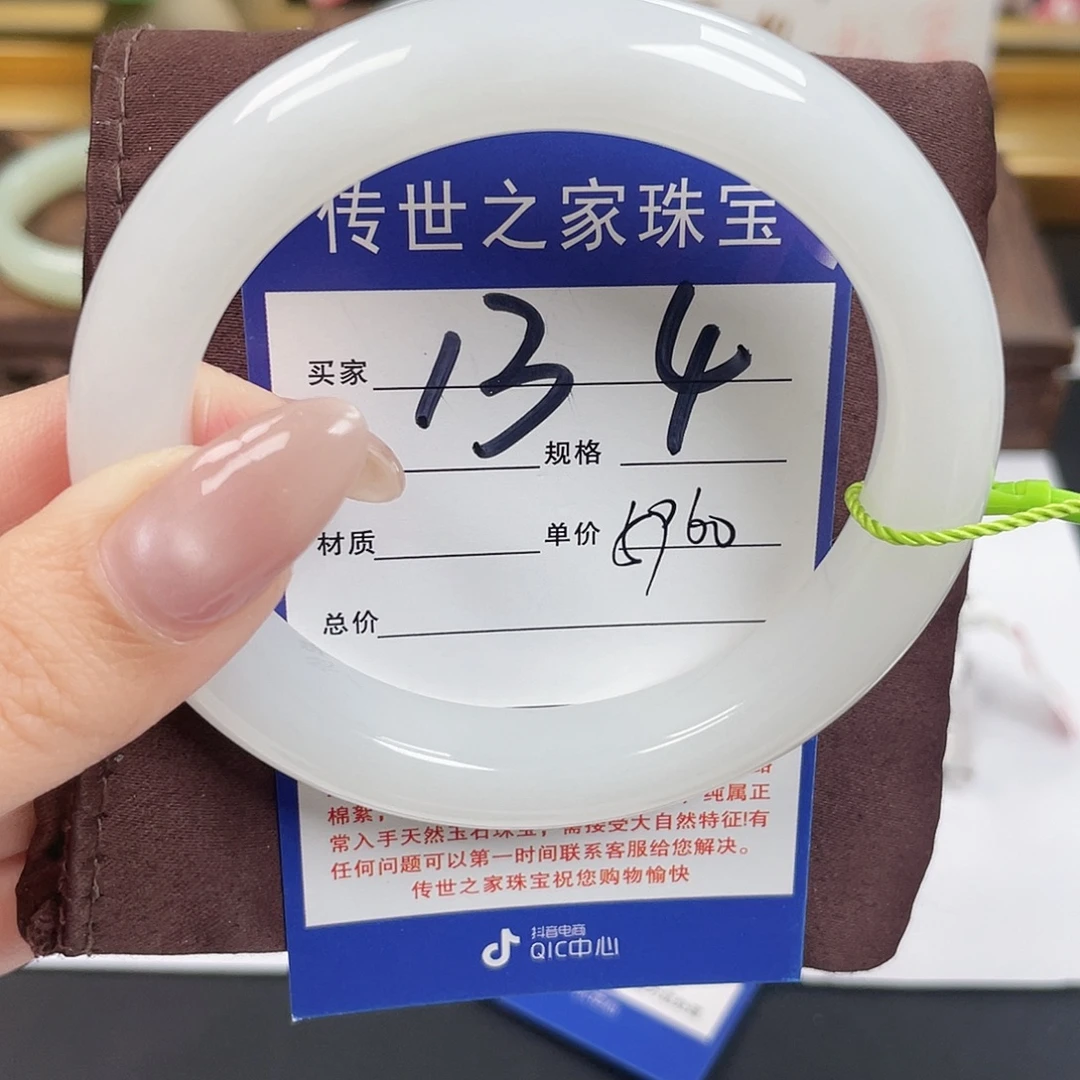 传世之家珠宝
买家 13 4
规格
材质 单价
总价
棉絮，
纯属正
常入手天然玉石珠宝，需接受大自然特征!有
任何问题可以第一时间联系客服给您解决。
传世之家珠宝祝您购物愉快
抖音电商
QIC中心